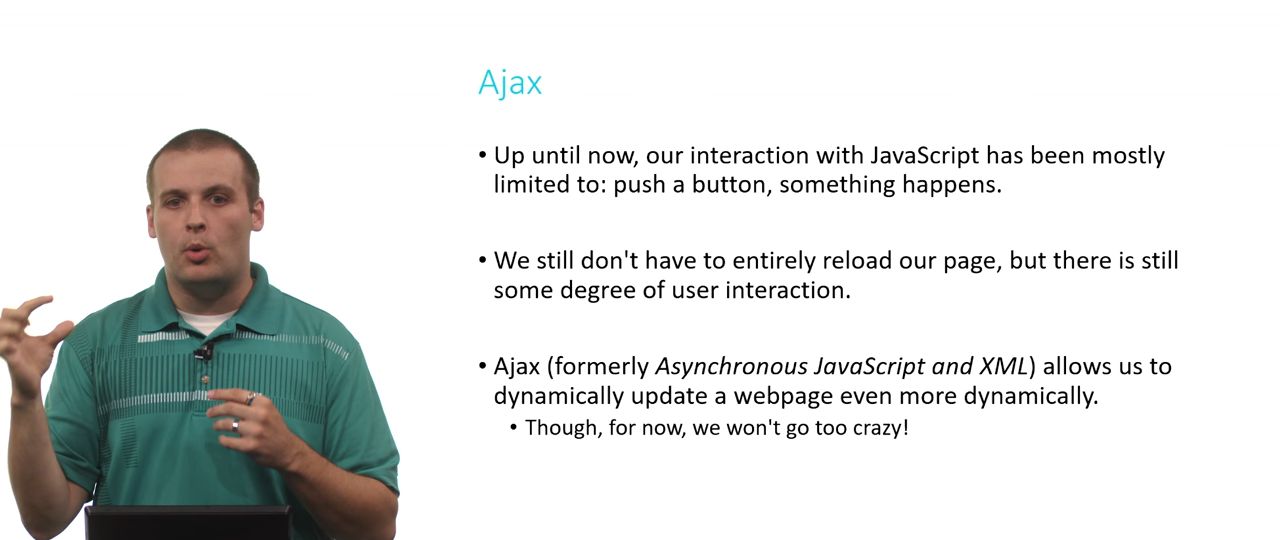 Ajax
• Up until now, our interaction with JavaScript has been mostly
limited to: push a button, something happens.
• We still don't have to entirely reload our page, but there is still
some degree of user interaction.
• Ajax (formerly Asynchronous JavaScript and XML) allows us to
dynamically update a webpage even more dynamically.
• Though, for now, we won't go too crazy!